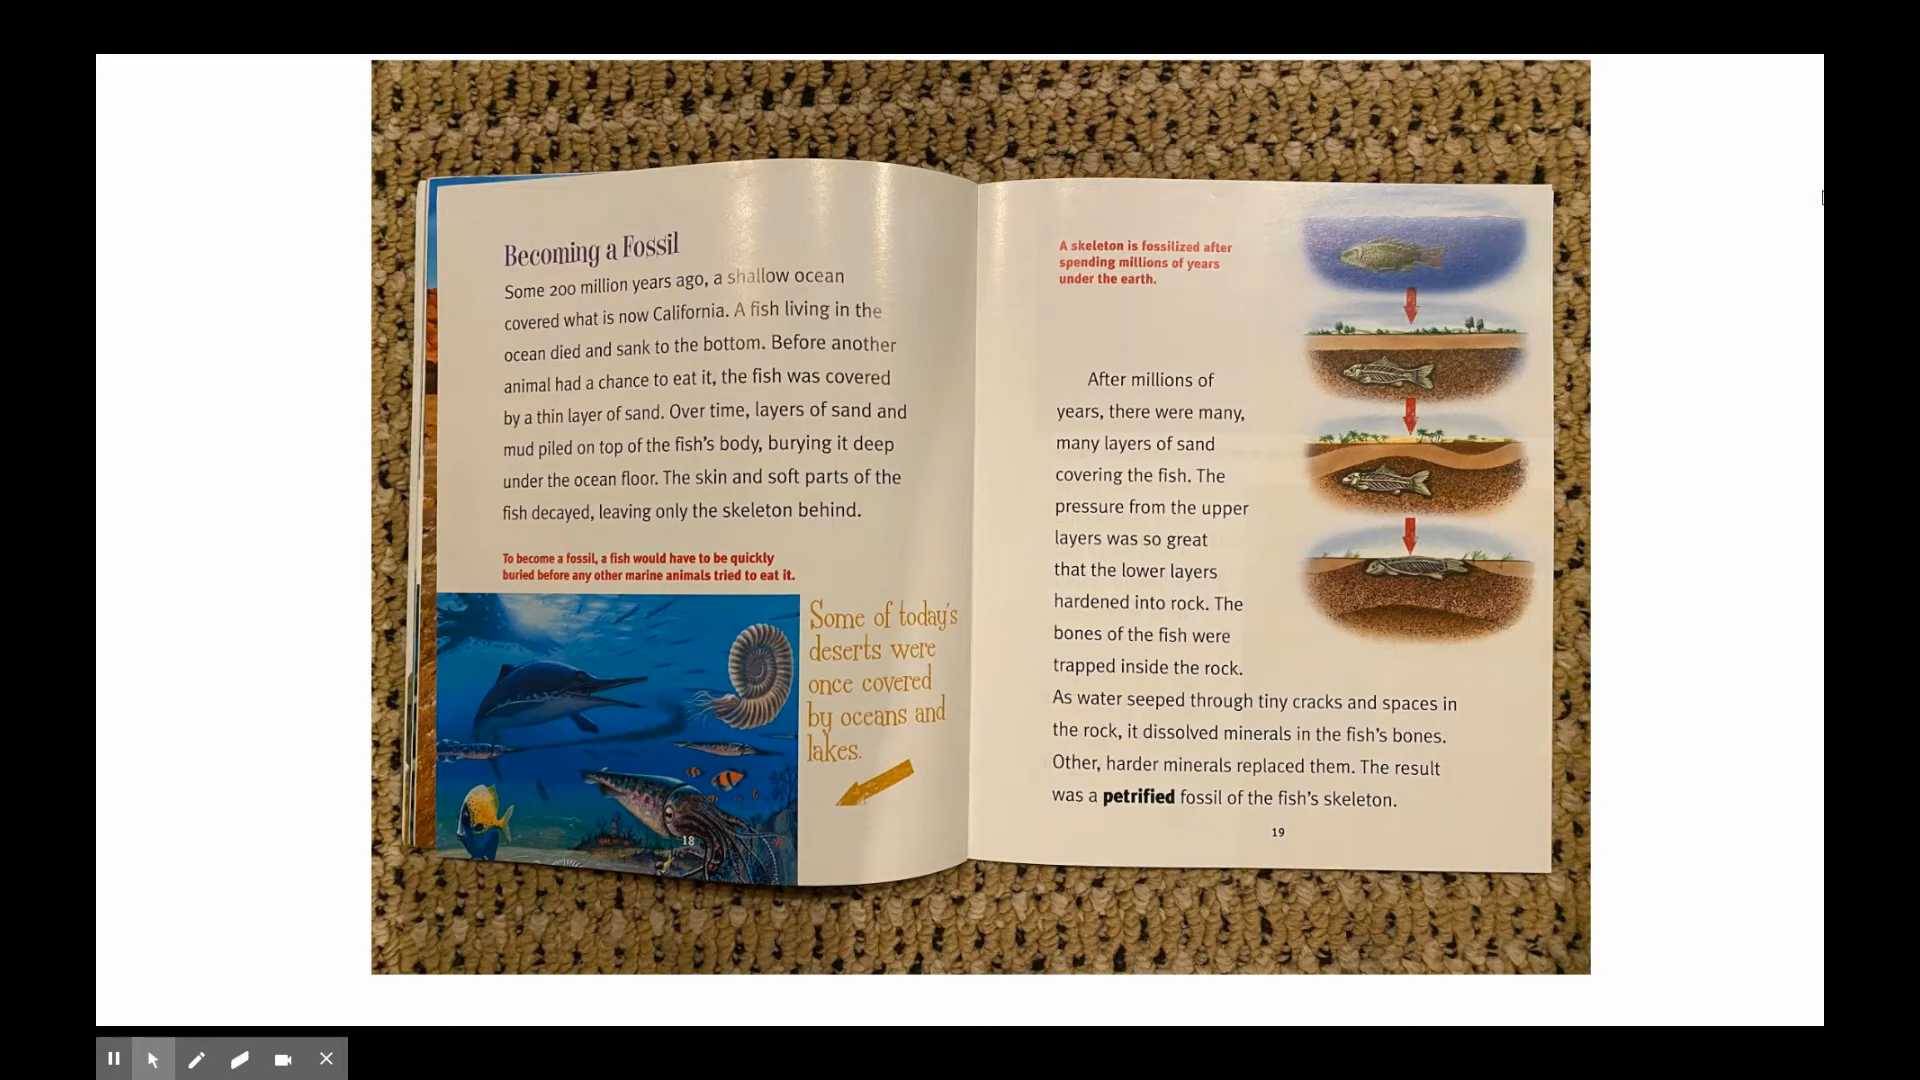 Becoming a Fossil
Some 200 million years ago, a shallow ocean
covered what is now California. A fish living in the
ocean died and sank to the bottom. Before another
animal had a chance to eat it, the fish was covered
by a thin layer of sand. Over time, layers of sand and
mud piled on top of the fish's body, burying it deep
under the ocean floor. The skin and soft parts of the
fish decayed, leaving only the skeleton behind.
To become a fossil, a fish would have to be quickly
buried before any other marine animals tried to eat it.
Some of today's
deserts were
once covered
by oceans and
lakes.
18
A skeleton is fossilized after
spending millions of years
under the earth.
After millions of
years, there were many,
many layers of sand
covering the fish. The
pressure from the upper
layers was so great
that the lower layers
hardened into rock. The
bones of the fish were
trapped inside the rock.
As water seeped through tiny cracks and spaces in
the rock, it dissolved minerals in the fish's bones.
Other, harder minerals replaced them. The result
was a petrified fossil of the fish's skeleton.
19